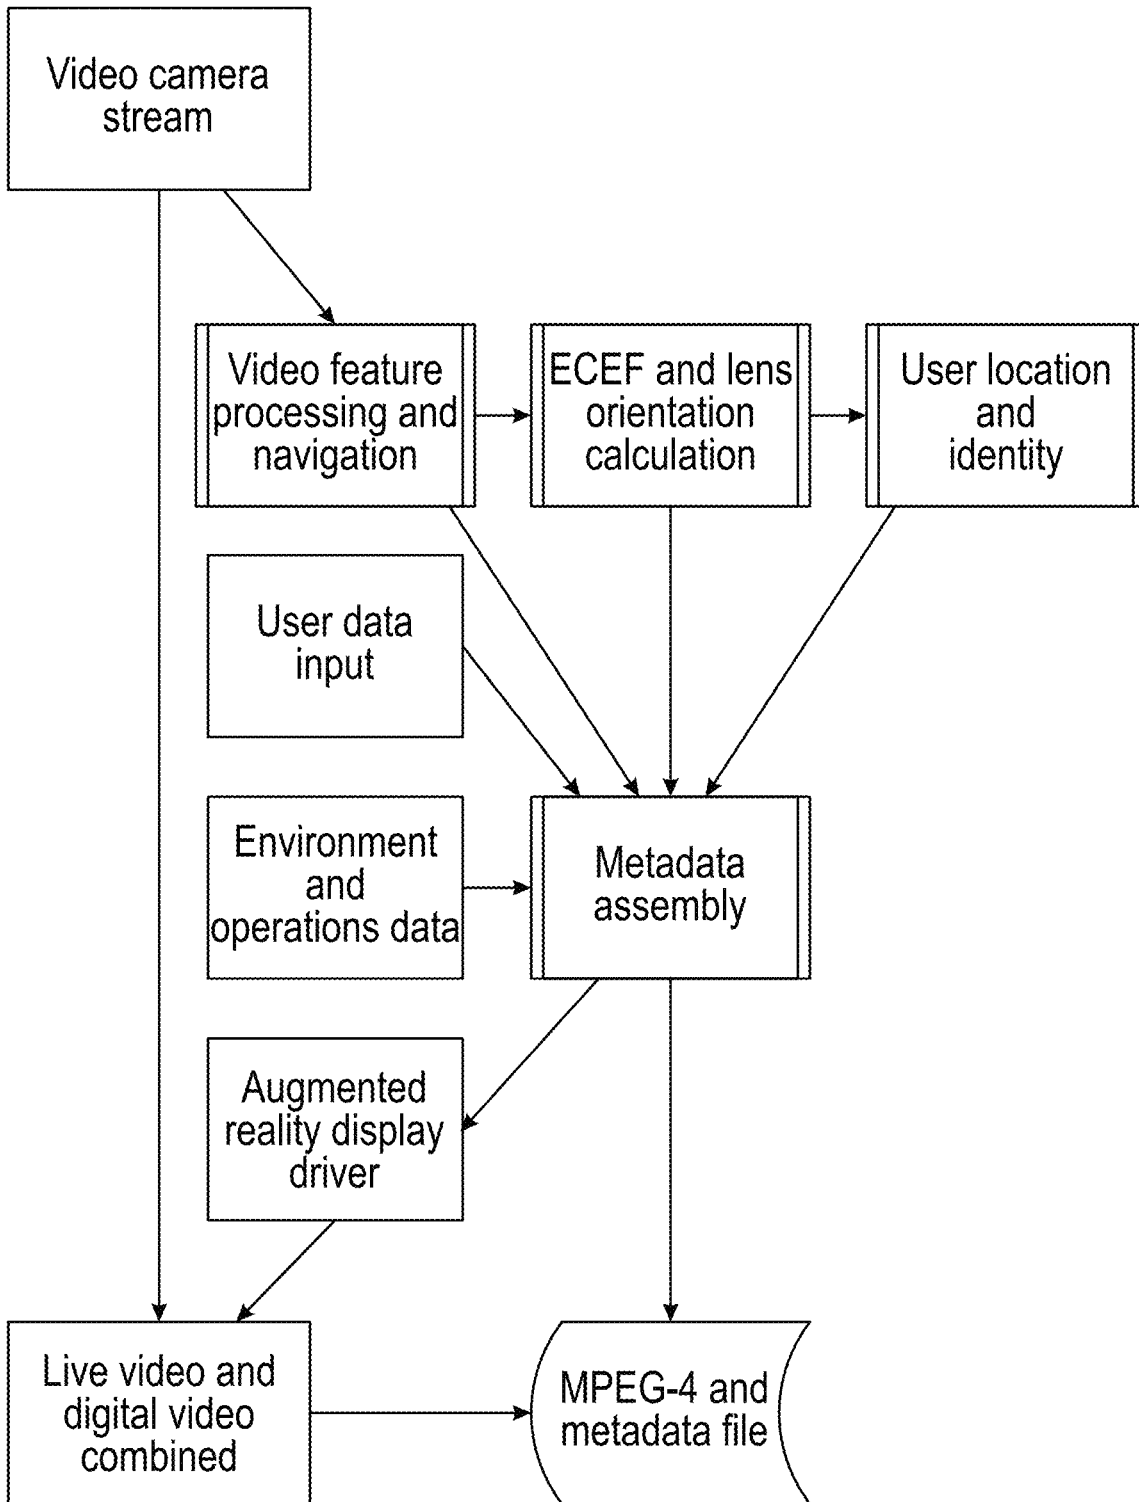 Video camera
stream
Video feature
processing and
navigation
ECEF and lens
orientation
calculation
User location
and
identity
User data
input
Environment
and
operations data
Metadata
assembly
Augmented
reality display
driver
Live video and
digital video
combined
MPEG-4 and
metadata file